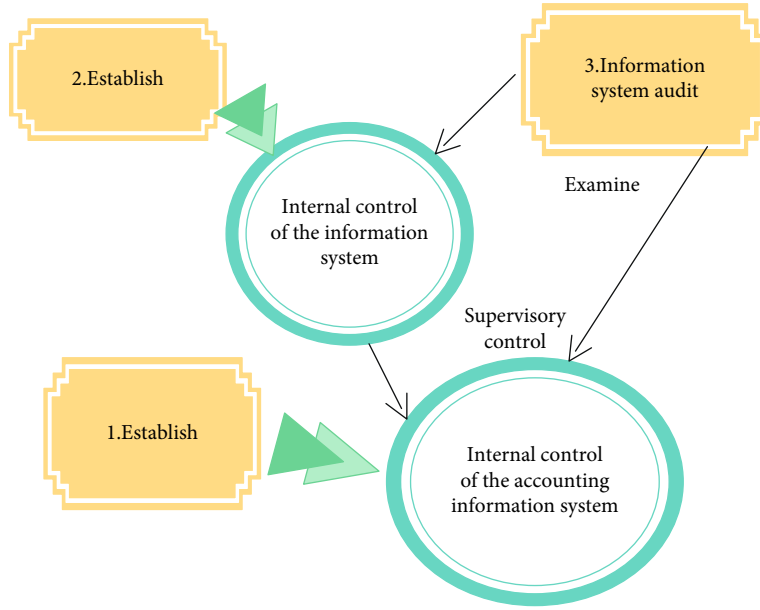 2.Establish
3.Information
system audit
Examine
Internal control
of the information
system
Supervisory
control
1.Establish
Internal control
of the accounting
information system